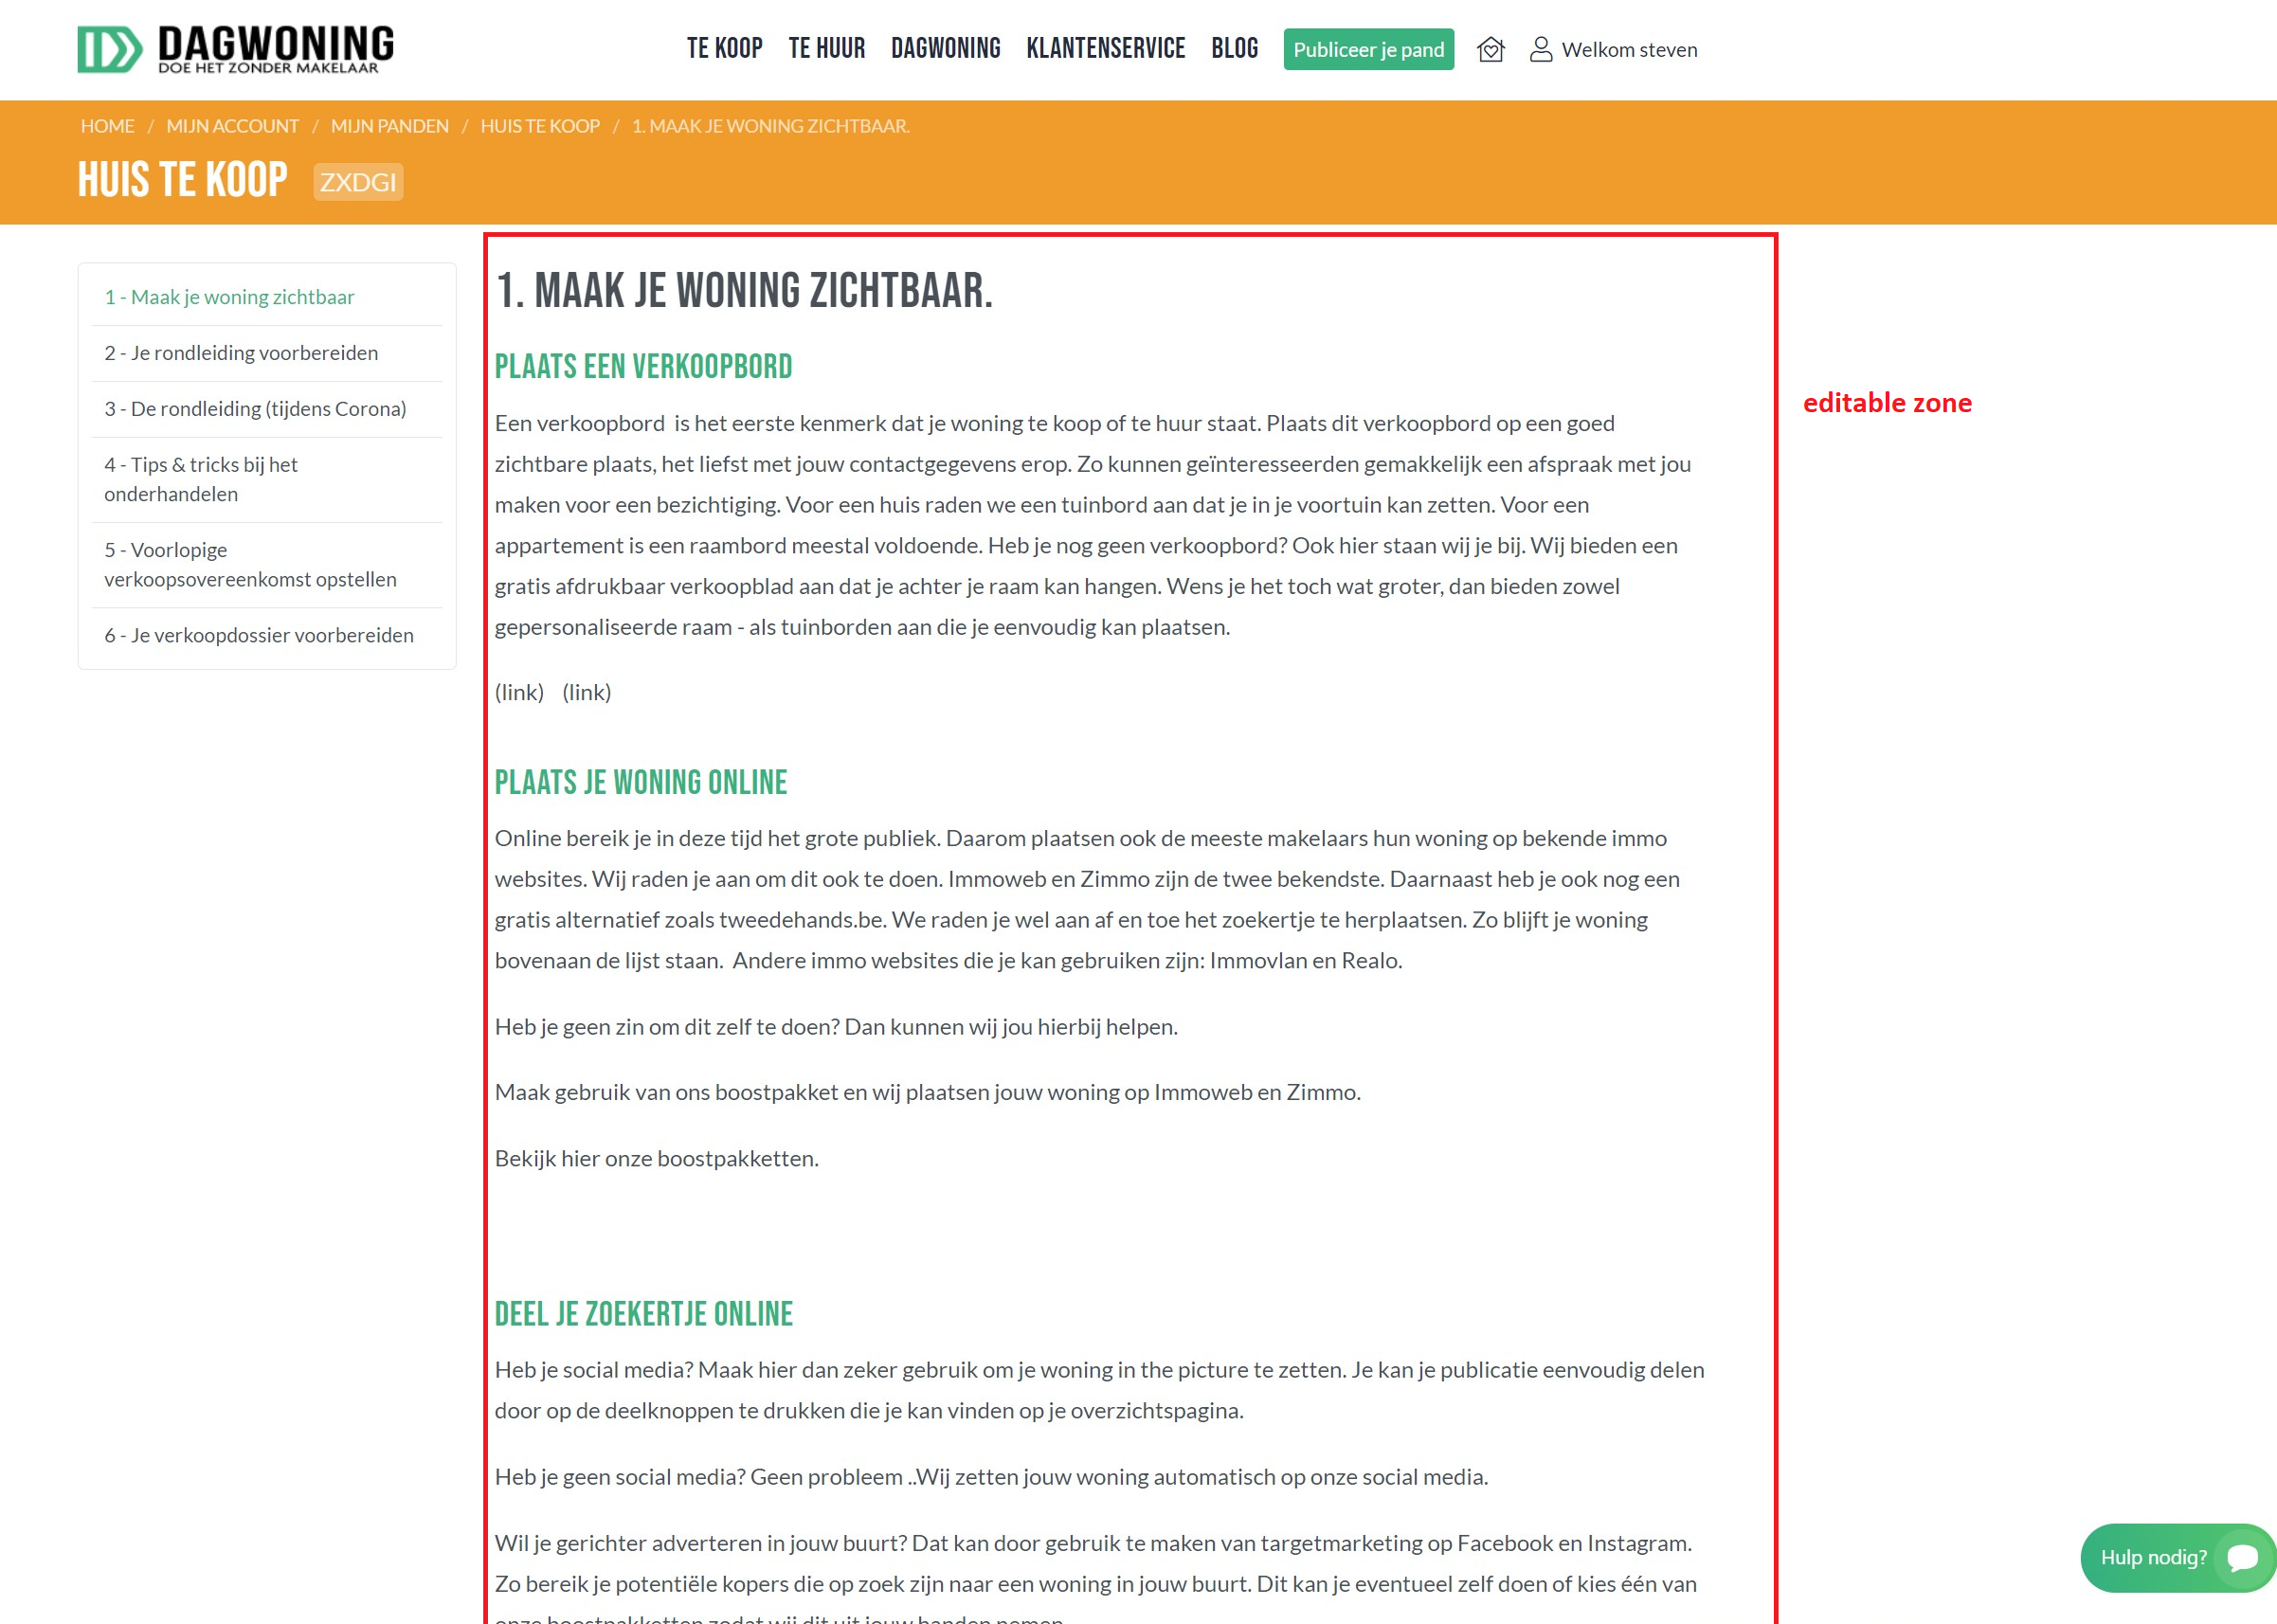 DAGWONING
DOE HET ZONDER MAKELAAR
TE KOOP TE HUUR DAGWONING KLANTENSERVICE BLOG Publiceer je pand Welkom steven
HOME / MIJN ACCOUNT / MIJN PANDEN / HUIS TE KOOP / 1. MAAK JE WONING ZICHTBAAR.
HUIS TE KOOP ZXDGI
1 - Maak je woning zichtbaar
2 - Je rondleiding voorbereiden
3 - De rondleiding (tijdens Corona)
4 - Tips & tricks bij het
onderhandelen
5 - Voorlopige
verkoopsovereenkomst opstellen
6 - Je verkoopdossier voorbereiden
1. MAAK JE WONING ZICHTBAAR.
PLAATS EEN VERKOOPBORD
editable zone
Een verkoopbord  is het eerste kenmerk dat je woning te koop of te huur staat. Plaats dit verkoopbord op een goed
zichtbare plaats, het liefst met jouw contactgegevens erop. Zo kunnen geïnteresseerden gemakkelijk een afspraak met jou
maken voor een bezichtiging. Voor een huis raden we een tuinbord aan dat je in je voortuin kan zetten. Voor een
appartement is een raambord meestal voldoende. Heb je nog geen verkoopbord? Ook hier staan wij je bij. Wij bieden een
gratis afdrukbaar verkoopblad aan dat je achter je raam kan hangen. Wens je het toch wat groter, dan bieden zowel
gepersonaliseerde raam - als tuinborden aan die je eenvoudig kan plaatsen.
(link)   (link)
PLAATS JE WONING ONLINE
Online bereik je in deze tijd het grote publiek. Daarom plaatsen ook de meeste makelaars hun woning op bekende immo
websites. Wij raden je aan om dit ook te doen. Immoweb en Zimmo zijn de twee bekendste. Daarnaast heb je ook nog een
gratis alternatief zoals tweedehands.be. We raden je wel aan af en toe het zoekertje te herplaatsen. Zo blijft je woning
bovenaan de lijst staan.  Andere immo websites die je kan gebruiken zijn: Immovlan en Realo.
Heb je geen zin om dit zelf te doen? Dan kunnen wij jou hierbij helpen.
Maak gebruik van ons boostpakket en wij plaatsen jouw woning op Immoweb en Zimmo.
Bekijk hier onze boostpakketten.
DEEL JE ZOEKERTJE ONLINE
Heb je social media? Maak hier dan zeker gebruik om je woning in the picture te zetten. Je kan je publicatie eenvoudig delen
door op de deelknoppen te drukken die je kan vinden op je overzichtspagina.
Heb je geen social media? Geen probleem ..Wij zetten jouw woning automatisch op onze social media.
Wil je gerichter adverteren in jouw buurt? Dat kan door gebruik te maken van targetmarketing op Facebook en Instagram.
Zo bereik je potentiële kopers die op zoek zijn naar een woning in jouw buurt. Dit kan je eventueel zelf doen of kies één van
onze boostpakketten zodat wij dit uit jouw handen nemen.
Hulp nodig?